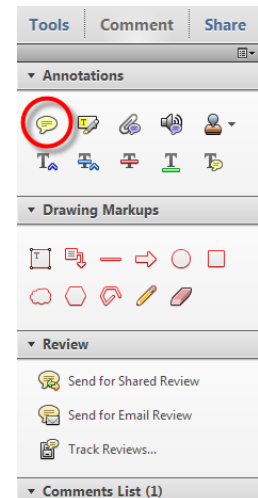 Tools Comment Share
Annotations
T
T T T T T
Drawing Markups
T
Review
Send for Shared Review
Send for Email Review
Track Reviews...
Comments List (1)